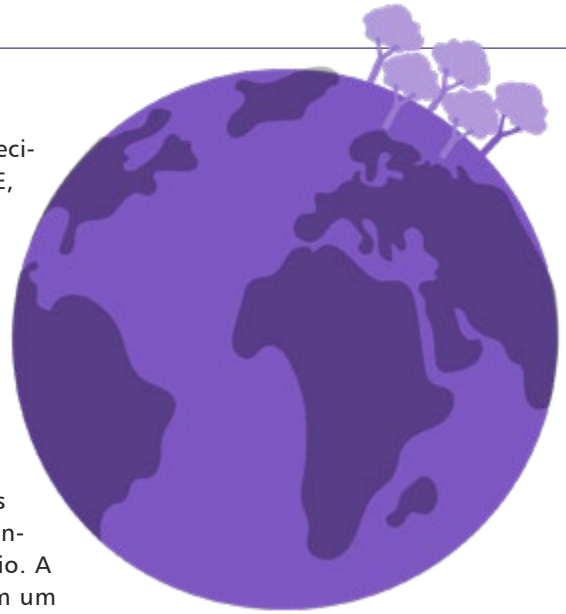 eci-
E,
s
n-
io. A
m um